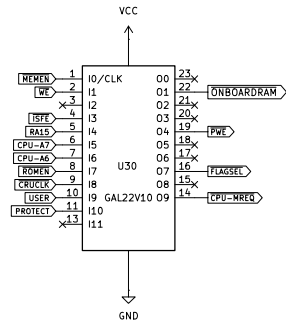 VCC
MEMEN 1 I0/CLK O0 23
WE 2 I1 O1 22 ONBOARDRAM
3 I2 O2 21
ISFE 4 I3 O3 20
RA15 5 I4 O4 19 PWE
CPU-A7 6 I5 O5 18
CPU-A6 7 I6 O6 17
ROMEN 8 I7 U30 O7 16 FLAGSEL
CRUCLK 9 I8 O8 15
USER 10 I9 GAL22V10 O9 14 CPU-MREQ
PROTECT 11 I10
13 I11
GND